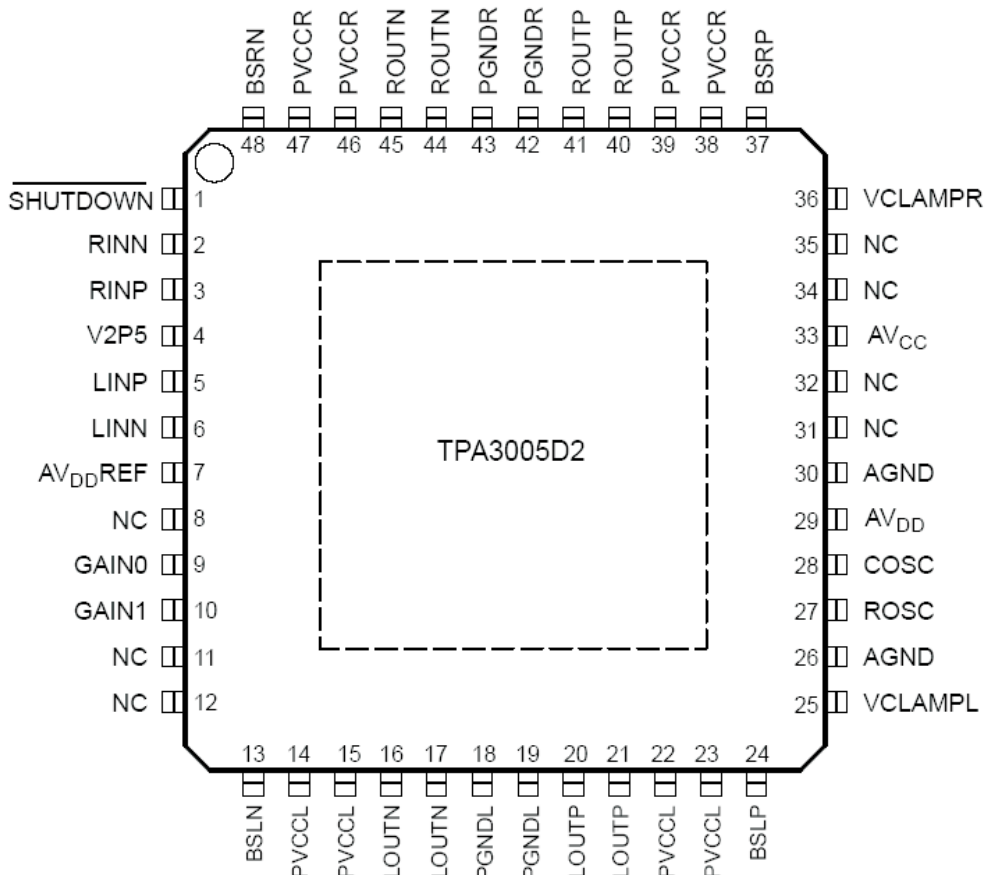 BSRN
PVCCR
PVCCR
ROUTN
ROUTN
PGNDR
PGNDR
ROUTP
ROUTP
PVCCR
PVCCR
BSRP
48 47 46 45 44 43 42 41 40 39 38 37
SHUTDOWN 1
RINN 2
RINP 3
V2P5 4
LINP 5
LINN 6
AVDDREF 7
NC 8
GAIN0 9
GAIN1 10
NC 11
NC 12
TPA3005D2
36 VCLAMPR
35 NC
34 NC
33 AVCC
32 NC
31 NC
30 AGND
29 AVDD
28 COSC
27 ROSC
26 AGND
25 VCLAMPL
13 14 15 16 17 18 19 20 21 22 23 24
BSLN
PVCCL
PVCCL
LOUTN
LOUTN
PGNDL
PGNDL
LOUTP
LOUTP
PVCCL
PVCCL
BSLP